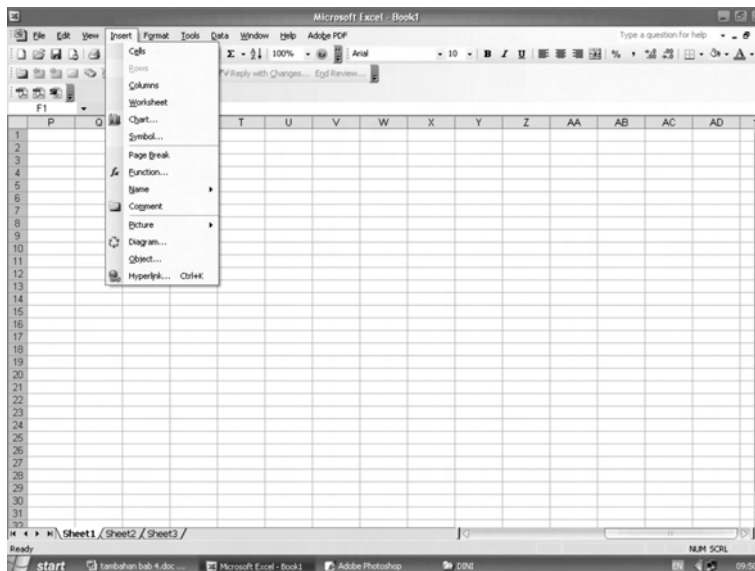 Microsoft Excel - Book1
File Edit View Insert Format Tools Data Window Help Adobe PDF Type a question for help
100% Arial 10 B I U %
Reply with Changes... End Review...
F1
P Q T U V W X Y Z AA AB AC AD
Cells
Rows
Columns
Worksheet
Chart...
Symbol...
Page Break
Function...
Name
Comment
Picture
Diagram...
Object...
Hyperlink... Ctrl+K
1
2
3
4
5
6
7
8
9
10
11
12
13
14
15
16
17
18
19
20
21
22
23
24
25
26
27
28
29
30
31
32
Sheet1 Sheet2 Sheet3
Ready NUM SCRL
start tambahan bab 4.doc ... Microsoft Excel - Book1 Adobe Photoshop DINI EN